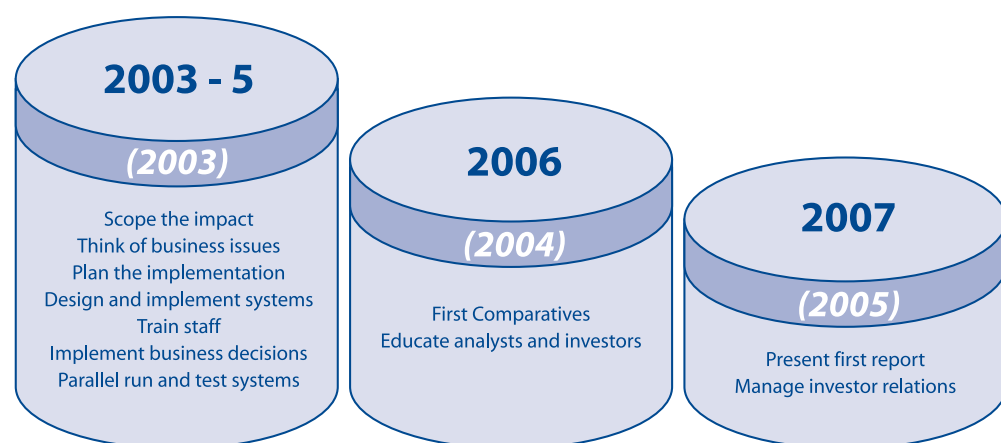 2003 - 5
(2003)
Scope the impact
Think of business issues
Plan the implementation
Design and implement systems
Train staff
Implement business decisions
Parallel run and test systems
2006
(2004)
First Comparatives
Educate analysts and investors
2007
(2005)
Present first report
Manage investor relations